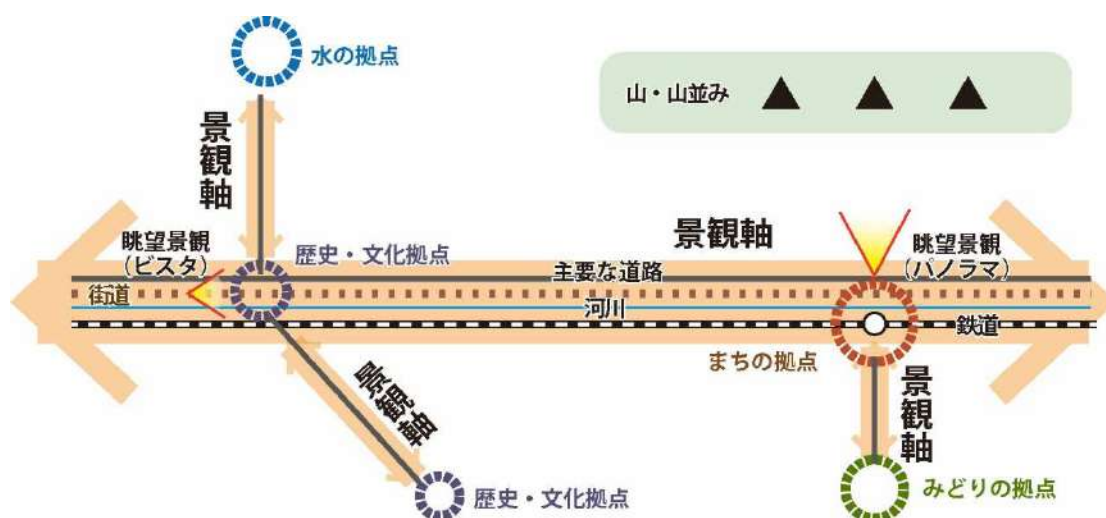 水の拠点
山・山並み
景観軸
眺望景観
(ビスタ)
歴史・文化拠点
景観軸
眺望景観
(パノラマ)
主要な道路
街道
河川
鉄道
まちの拠点
景観軸
景観軸
歴史・文化拠点
みどりの拠点